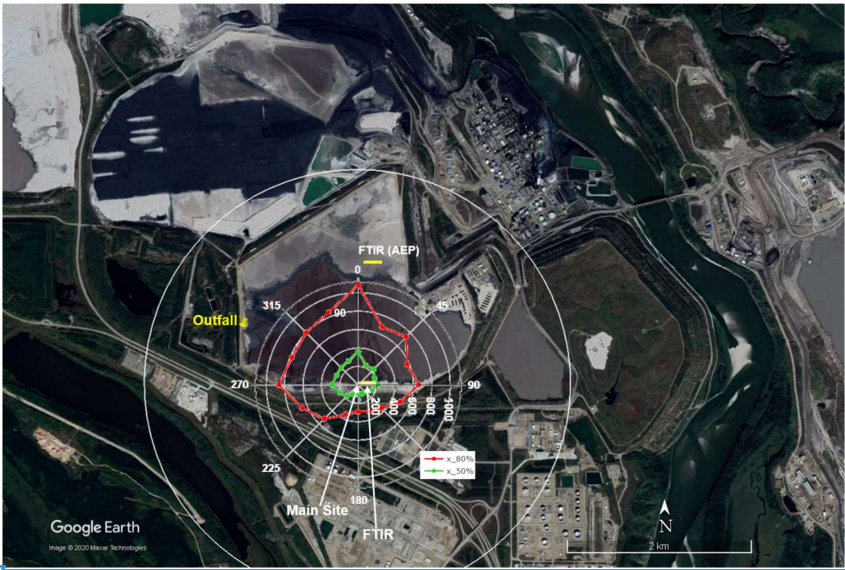 FTIR (AEP)
0
315
90
45
Outfall
270
90
200
400
600
800
1000
225
x_80%
x_50%
180
Main Site
FTIR
N
2 km
Google Earth
Image © 2020 Maxar Technologies